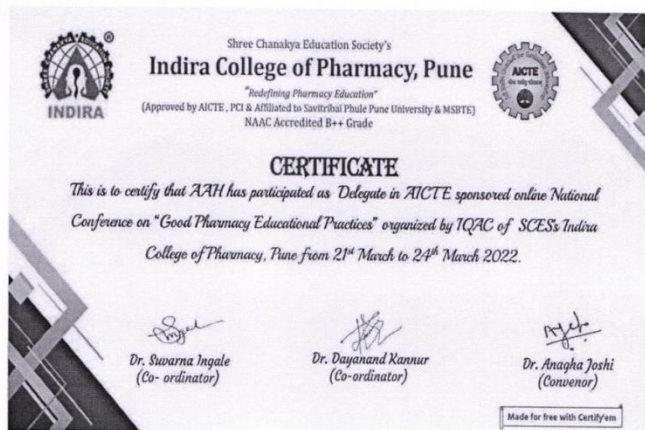 Shree Chanakya Education Society's
Indira College of Pharmacy, Pune
"Redefining Pharmacy Education"
(Approved by AICTE , PCI & Affiliated to Savitribai Phule Pune University & MSBTE)
NAAC Accredited B++ Grade
®
INDIRA
AICTE
CERTIFICATE
This is to certify that AAH has participated as Delegate in AICTE sponsored online National
Conference on "Good Pharmacy Educational Practices" organized by IQAC of SCES's Indira
College of Pharmacy, Pune from 21st March to 24th March 2022.
Dr. Suvarna Ingale
(Co- ordinator)
Dr. Dayanand Kannur
(Co-ordinator)
Dr. Anagha Joshi
(Convenor)
Made for free with Certify'em